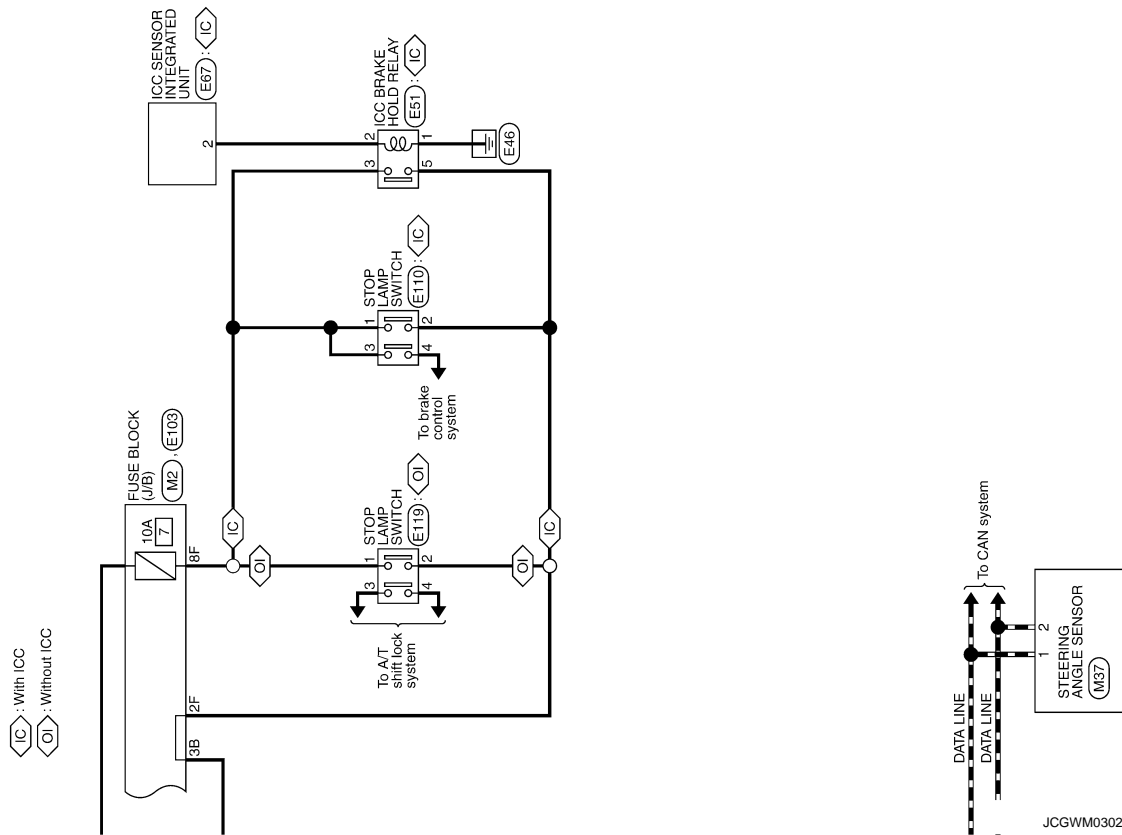 IC : With ICC
OI : Without ICC
FUSE BLOCK
(J/B)
M2 , E103
10A
7
8F
2F
3B
IC
OI
STOP
LAMP
SWITCH
E119 : OI
1
3
2
4
To A/T
shift lock
system
OI
IC
STOP
LAMP
SWITCH
E110 : IC
1
3
2
4
To brake
control
system
ICC SENSOR
INTEGRATED
UNIT
E67 : IC
2
ICC BRAKE
HOLD RELAY
E51 : IC
2
3
1
5
E46
To CAN system
DATA LINE
DATA LINE
1
2
STEERING
ANGLE SENSOR
M37
JCGWM0302